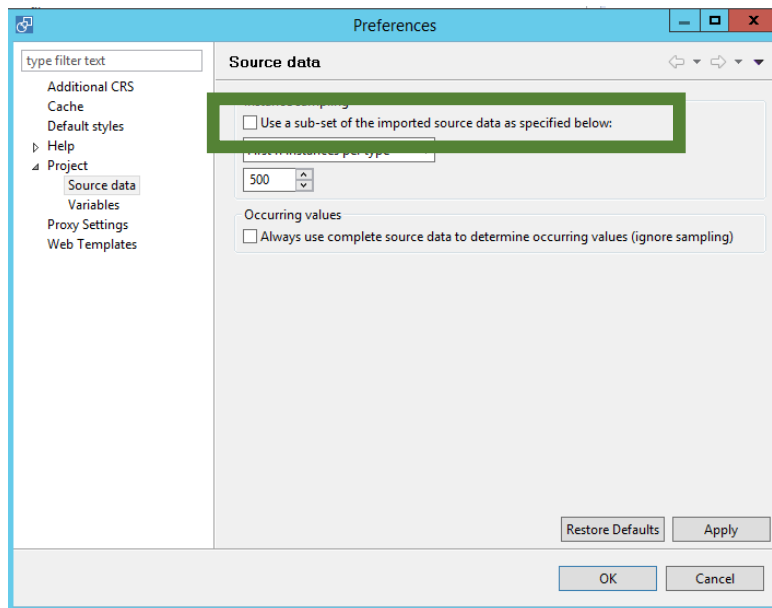 Preferences
type filter text
Source data
Additional CRS
Cache
Default styles
Help
Project
Source data
Variables
Proxy Settings
Web Templates
Use a sub-set of the imported source data as specified below:
500
Occurring values
Always use complete source data to determine occurring values (ignore sampling)
Restore Defaults
Apply
OK
Cancel